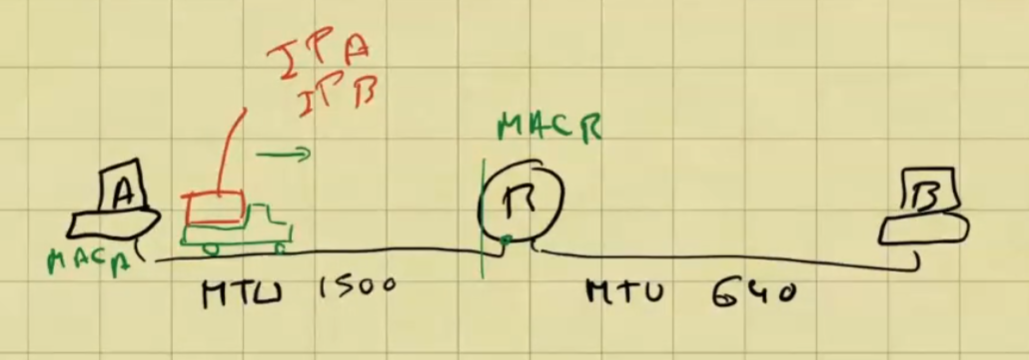 IP A
IP B
MAC R
A
R
B
MAC A
MTU 1500
MTU 640